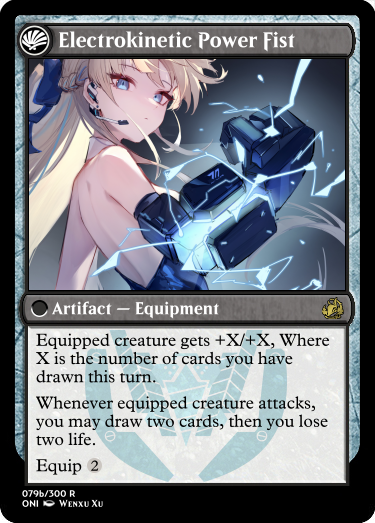 Electrokinetic Power Fist
Artifact — Equipment
Equipped creature gets +X/+X, Where
X is the number of cards you have
drawn this turn.
Whenever equipped creature attacks,
you may draw two cards, then you lose
two life.
Equip 2
079b/300 R
ONI Wenxu Xu